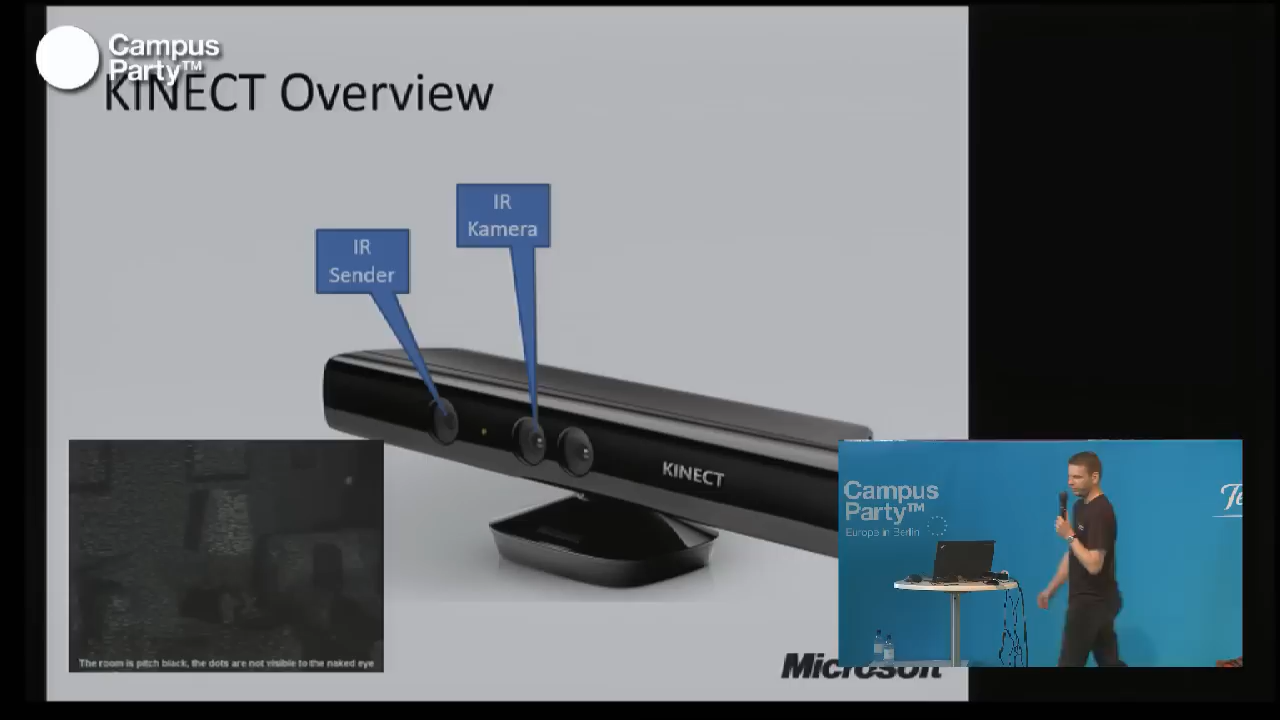 Campus
Party™
KINECT Overview
IR
Kamera
IR
Sender
KINECT
Campus
Party™
Europe in Berlin
Te
The room is pitch black, the dots are not visible to the naked eye
Microsoft